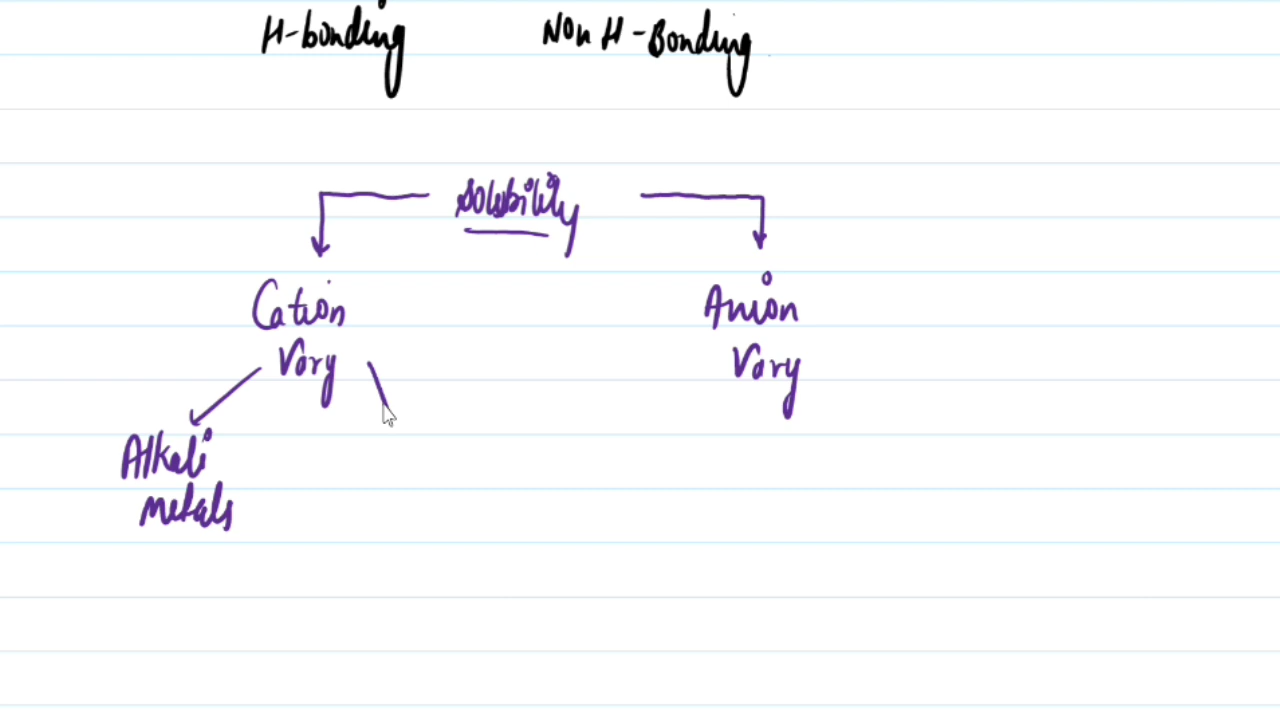 H-bonding Non H-Bonding
Solubility
Cation Anion
Vary Vary
Alkali
metals